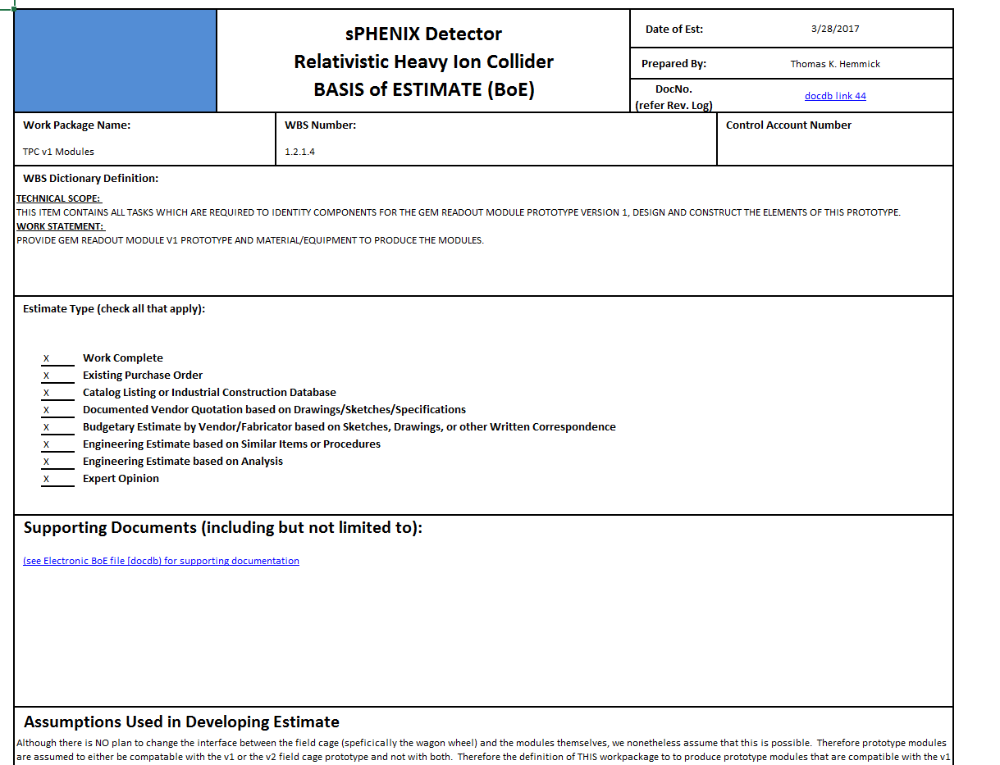 sPHENIX Detector
Relativistic Heavy Ion Collider
BASIS of ESTIMATE (BoE)
Date of Est: 3/28/2017
Prepared By: Thomas K. Hemmick
DocNo.
(refer Rev. Log)
docdb link 44
Work Package Name:
TPC v1 Modules
WBS Number:
1.2.1.4
Control Account Number
WBS Dictionary Definition:
TECHNICAL SCOPE:
THIS ITEM CONTAINS ALL TASKS WHICH ARE REQUIRED TO IDENTITY COMPONENTS FOR THE GEM READOUT MODULE PROTOTYPE VERSION 1, DESIGN AND CONSTRUCT THE ELEMENTS OF THIS PROTOTYPE.
WORK STATEMENT:
PROVIDE GEM READOUT MODULE V1 PROTOTYPE AND MATERIAL/EQUIPMENT TO PRODUCE THE MODULES.
Estimate Type (check all that apply):
X Work Complete
X Existing Purchase Order
X Catalog Listing or Industrial Construction Database
X Documented Vendor Quotation based on Drawings/Sketches/Specifications
X Budgetary Estimate by Vendor/Fabricator based on Sketches, Drawings, or other Written Correspondence
X Engineering Estimate based on Similar Items or Procedures
X Engineering Estimate based on Analysis
X Expert Opinion
Supporting Documents (including but not limited to):
(see Electronic BoE file [docdb) for supporting documentation
Assumptions Used in Developing Estimate
Although there is NO plan to change the interface between the field cage (speficically the wagon wheel) and the modules themselves, we nonetheless assume that this is possible.  Therefore prototype modules
are assumed to either be compatable with the v1 or the v2 field cage prototype and not with both.  Therefore the definition of THIS workpackage to to produce prototype modules that are compatible with the v1